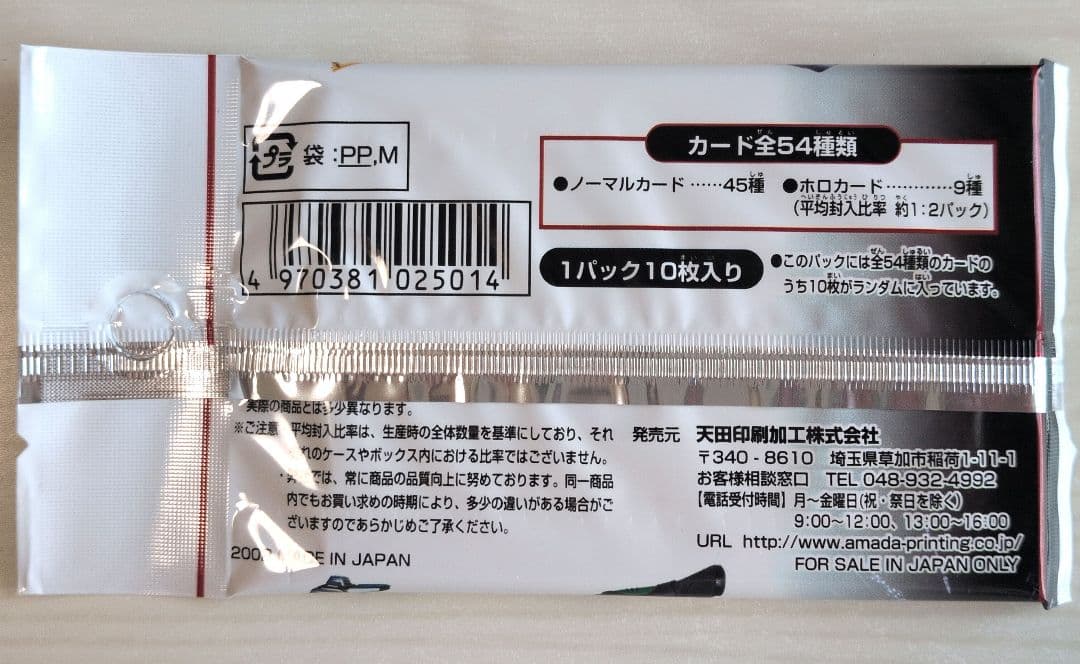 プラ 袋:PP,M
4 970381 025014
カード全54種類
●ノーマルカード ……45種 ●ホロカード…………9種
(平均封入比率 約1:2パック)
1パック10枚入り
●このパックには全54種類のカードの
うち10枚がランダムに入っています。
実際の商品とは多少異なります。
※ご注意 平均封入比率は、生産時の全体数量を基準にしており、それ
れのケースやボックス内における比率ではございません。
では、常に商品の品質向上に努めております。同一商品
内でもお買い求めの時期により、多少の違いがある場合がご
ざいますのであらかじめご了承ください。
IN JAPAN
発売元 天田印刷加工株式会社
〒340-8610 埼玉県草加市稲荷1-11-1
お客様相談窓口 TEL 048-932-4992
【電話受付時間】月~金曜日(祝・祭日を除く)
9:00~12:00、13:00~16:00
URL http://www.amada-printing.co.jp/
FOR SALE IN JAPAN ONLY